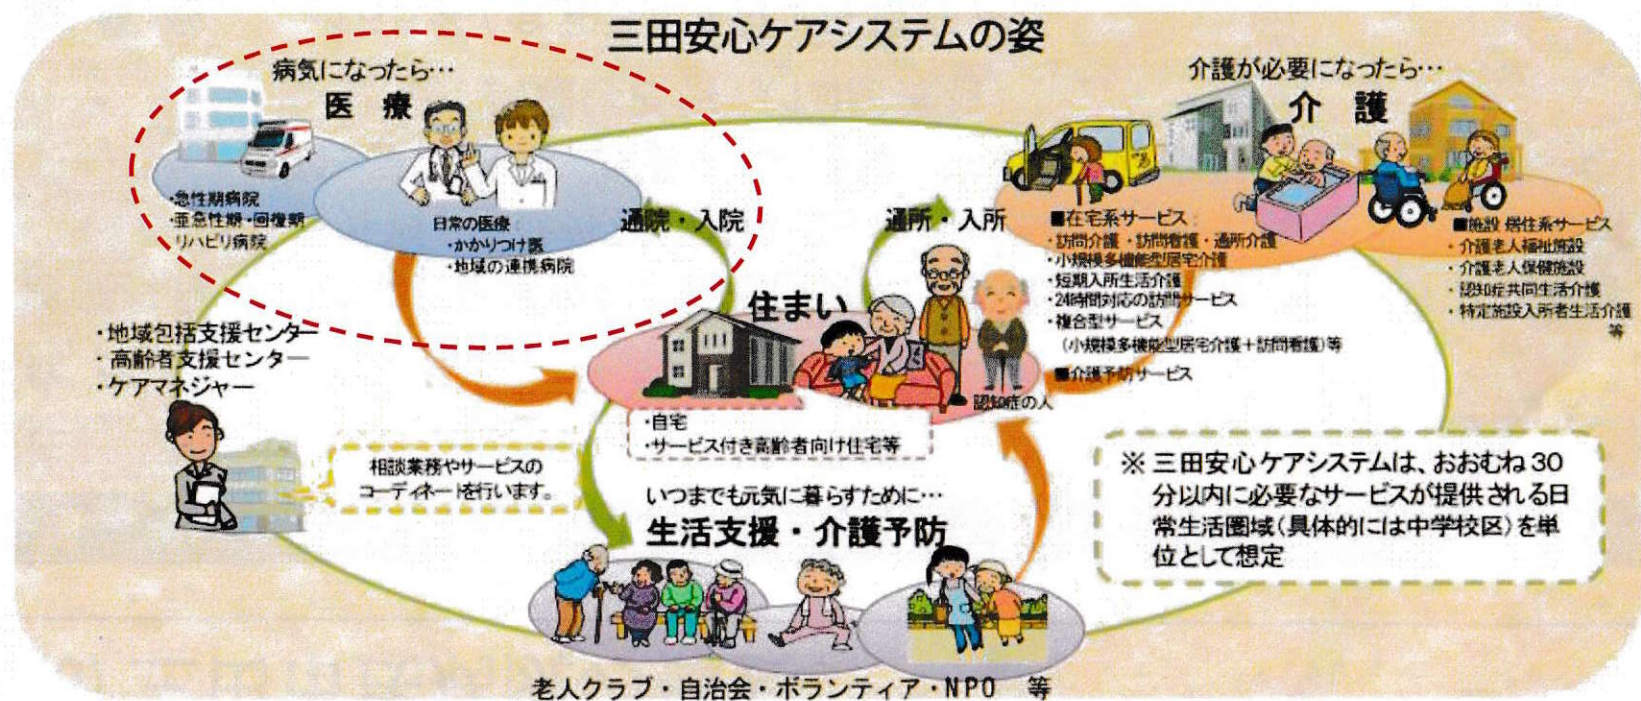 三田安心ケアシステムの姿
病気になったら…
医 療
・急性期病院
・亜急性期・回復期
リハビリ病院
日常の医療
・かかりつけ医
・地域の連携病院
通院・入院
通所・入所
介護が必要になったら…
介 護
■在宅系サービス
・訪問介護・訪問看護・通所介護
・小規模多機能型居宅介護
・短期入所生活介護
・24時間対応の訪問サービス
・複合型サービス
(小規模多機能型居宅介護+訪問看護)等
■介護予防サービス
■施設・居住系サービス
・介護老人福祉施設
・介護老人保健施設
・認知症共同生活介護
・特定施設入所者生活介護
等
住まい
認知症の人
・自宅
・サービス付き高齢者向け住宅等
・地域包括支援センター
・高齢者支援センター
・ケアマネジャー
相談業務やサービスの
コーディネートを行います。
いつまでも元気に暮らすために…
生活支援・介護予防
老人クラブ・自治会・ボランティア・NPO 等
※ 三田安心ケアシステムは、おおむね30
分以内に必要なサービスが提供される日
常生活圏域(具体的には中学校区)を単
位として想定